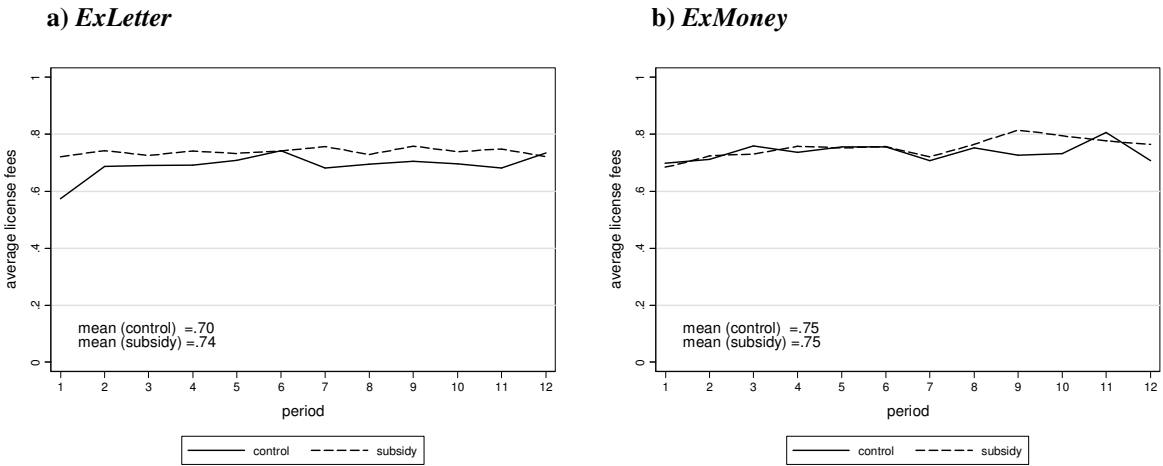 a) ExLetter
average license fees
1
.8
.6
.4
.2
0
mean (control) =.70
mean (subsidy) =.74
1 2 3 4 5 6 7 8 9 10 11 12
period
control subsidy
b) ExMoney
average license fees
1
.8
.6
.4
.2
0
mean (control) =.75
mean (subsidy) =.75
1 2 3 4 5 6 7 8 9 10 11 12
period
control subsidy